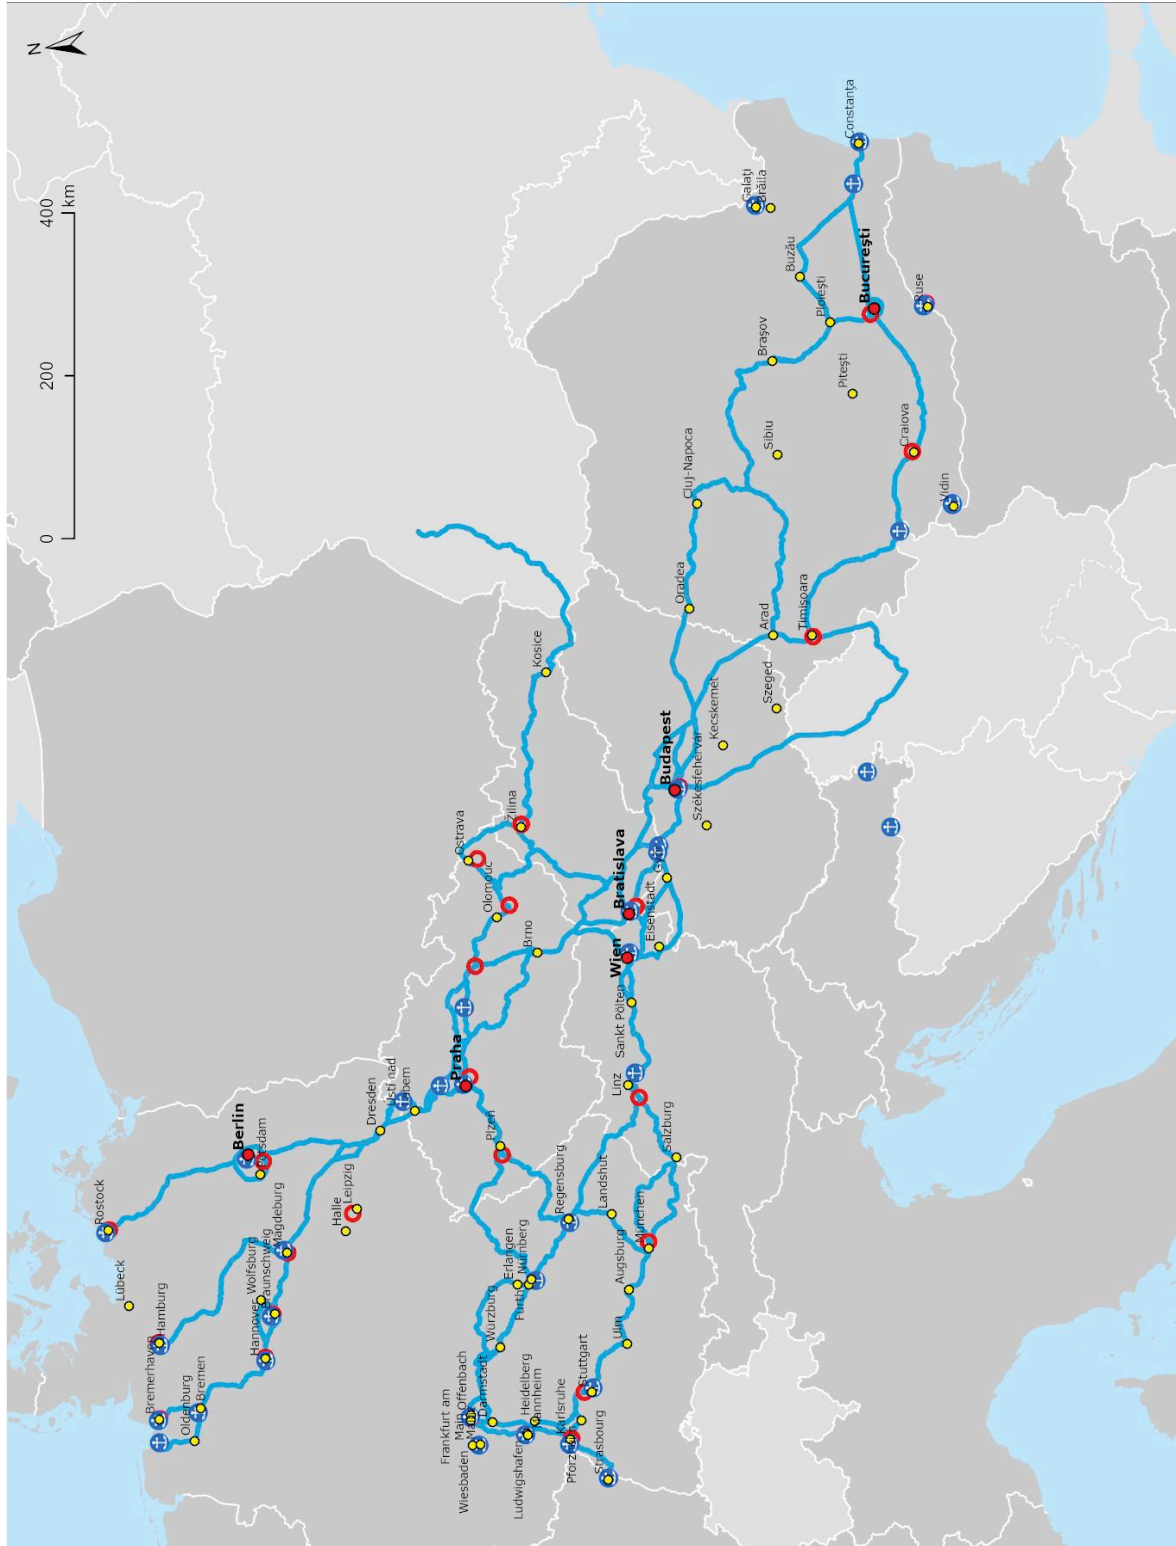 N
0
200
400
km
Rostock
Lübeck
Hamburg
Bremerhaven
Oldenburg
Bremen
Hannover
Wolfsburg
Braunschweig
Magdeburg
Potsdam
Berlin
Halle
Leipzig
Dresden
Ústí nad
Labem
Praha
Plzeň
Brno
Olomouc
Ostrava
Žilina
Kosice
Frankfurt am
Main
Offenbach
Wiesbaden
Darmstadt
Würzburg
Erlangen
Fürth
Nürnberg
Ludwigshafen
Mannheim
Heidelberg
Karlsruhe
Strasbourg
Stuttgart
Ulm
Augsburg
München
Landshut
Regensburg
Salzburg
Linz
Sankt Pölten
Wien
Eisenstadt
Bratislava
Budapest
Székesfehérvár
Kecskemét
Szeged
Oradea
Cluj-Napoca
Arad
Timișoara
Sibiu
Brașov
Pitești
Ploiești
Buzău
Galați
Brăila
București
Craiova
Vidin
Ruse
Constanța